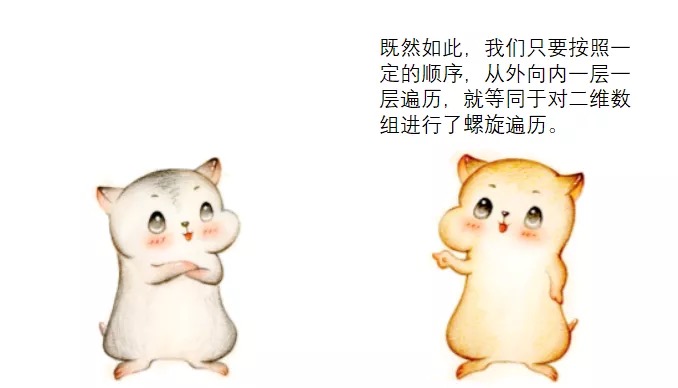 既然如此，我们只要按照一
定的顺序，从外向内一层一
层遍历，就等同于对二维数
组进行了螺旋遍历。